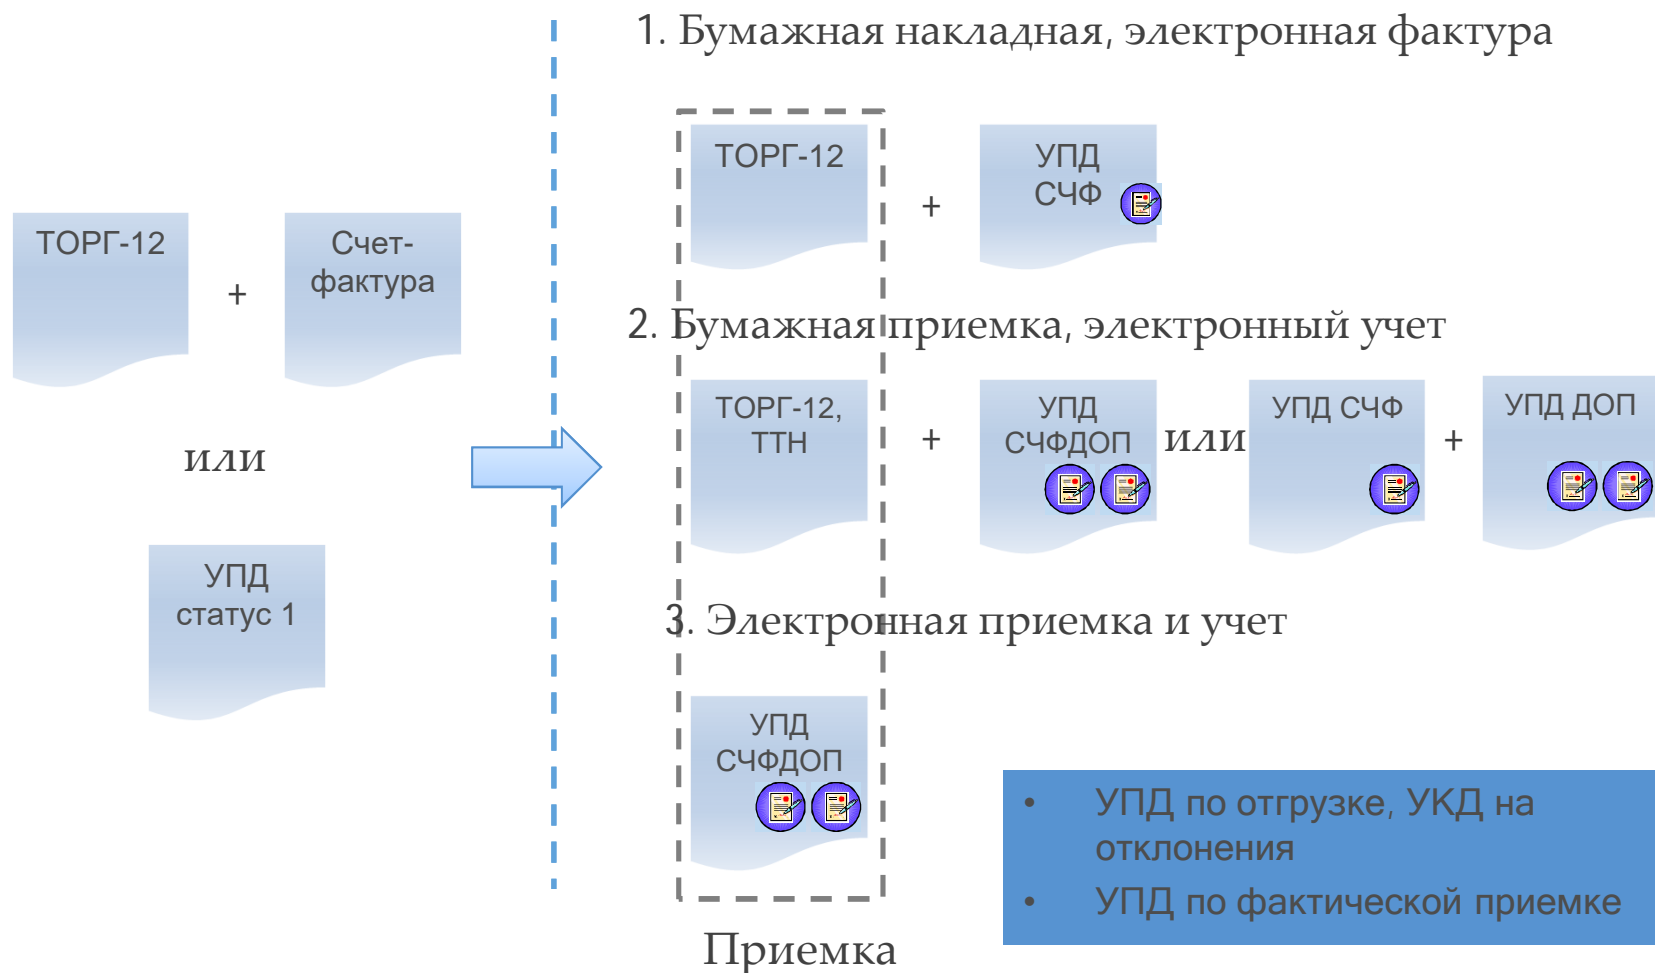 ТОРГ-12
+
Счет-
фактура
или
УПД
статус 1
1. Бумажная накладная, электронная фактура
ТОРГ-12
+
УПД
СЧФ
2. Бумажная приемка, электронный учет
ТОРГ-12,
ТТН
+
УПД
СЧФДОП
или
УПД СЧФ
+
УПД ДОП
3. Электронная приемка и учет
УПД
СЧФДОП
Приемка
• УПД по отгрузке, УКД на
отклонения
• УПД по фактической приемке